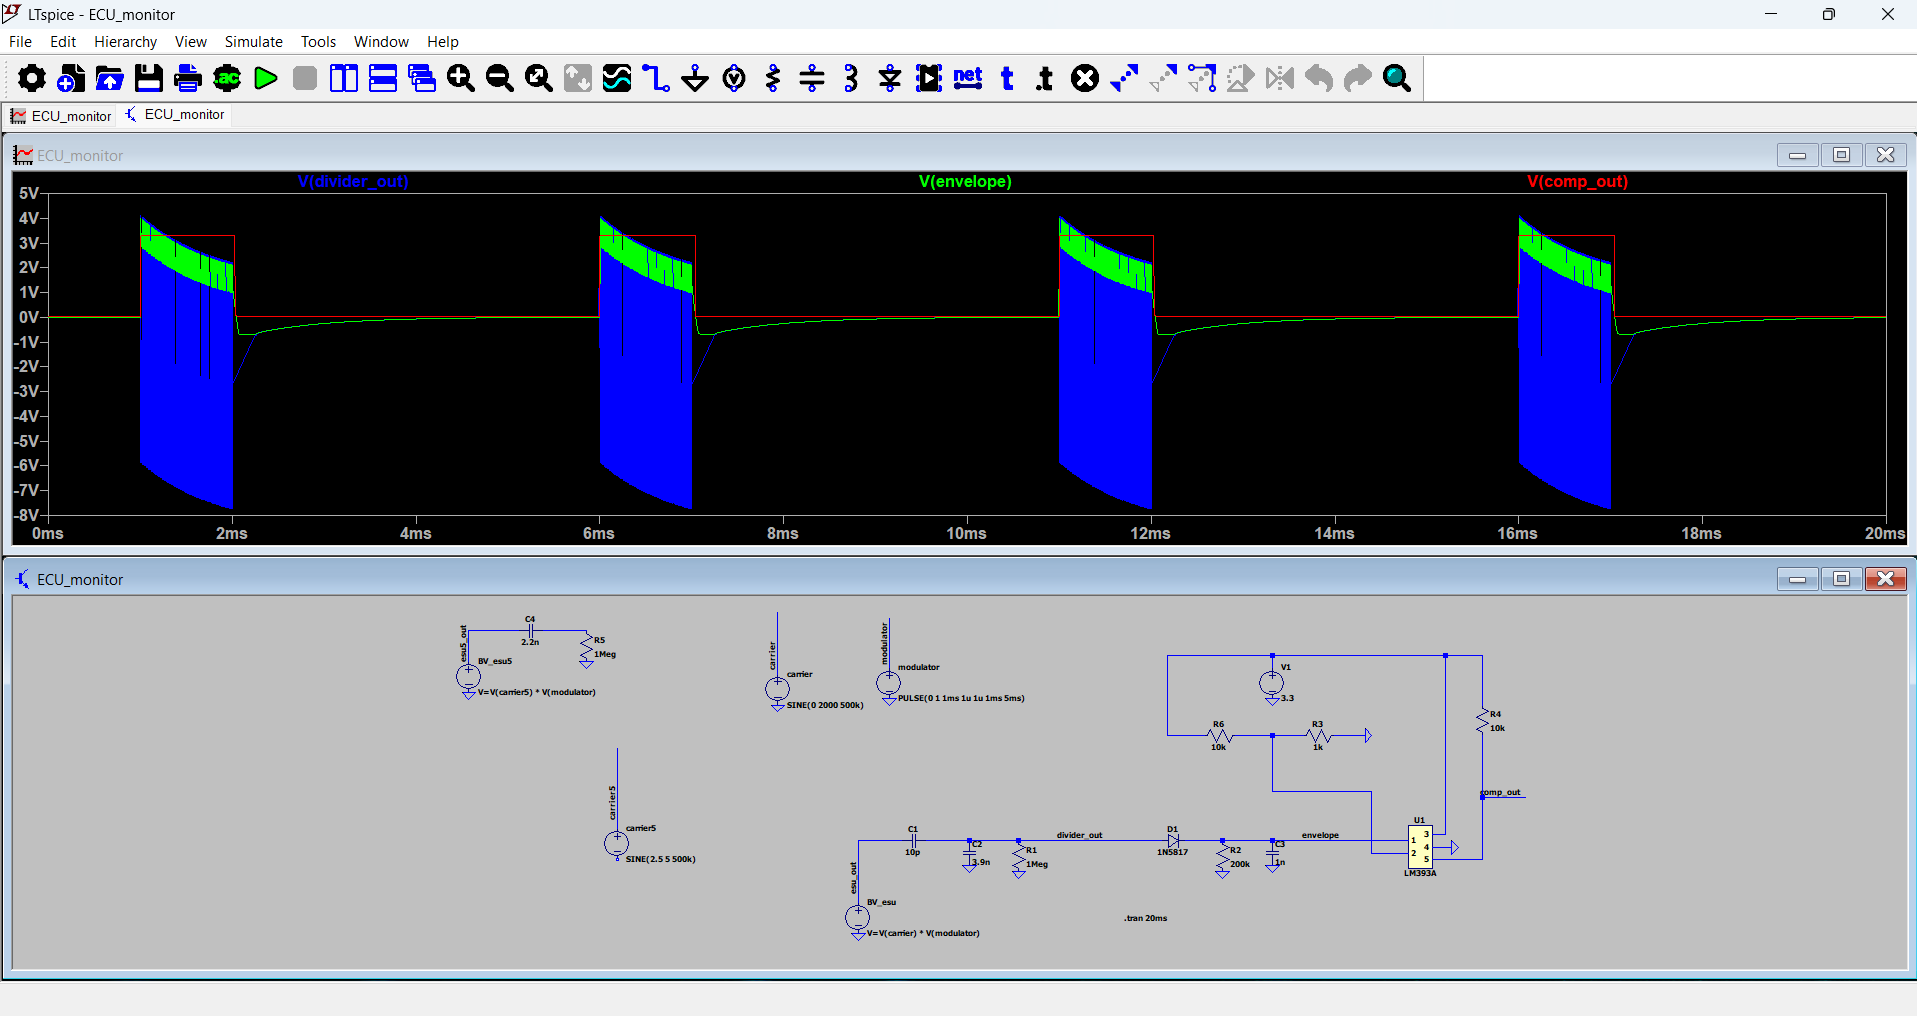 LTspice - ECU_monitor
File Edit Hierarchy View Simulate Tools Window Help
.ac net t .t
ECU_monitor ECU_monitor
ECU_monitor
V(divider_out) V(envelope) V(comp_out)
5V
4V
3V
2V
1V
0V
-1V
-2V
-3V
-4V
-5V
-6V
-7V
-8V
0ms 2ms 4ms 6ms 8ms 10ms 12ms 14ms 16ms 18ms 20ms
ECU_monitor
C4
2.2n
esu5_out
R5
1Meg
BV_esu5
V=V(carrier5) * V(modulator)
carrier
carrier
SINE(0 2000 500k)
modulator
modulator
PULSE(0 1 1ms 1u 1u 1ms 5ms)
V1
3.3
R6
10k
R3
1k
R4
10k
comp_out
carrier5
carrier5
SINE(2.5 5 500k)
C1
10p
C2
3.9n
R1
1Meg
divider_out
D1
1N5817
R2
200k
envelope
C3
1n
U1
1
2
3
4
5
LM393A
esu_out
BV_esu
V=V(carrier) * V(modulator)
.tran 20ms